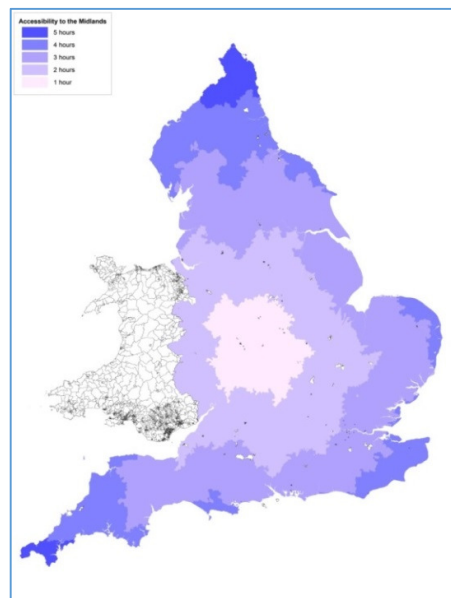 Accessibility to the Midlands
5 hours
4 hours
3 hours
2 hours
1 hour